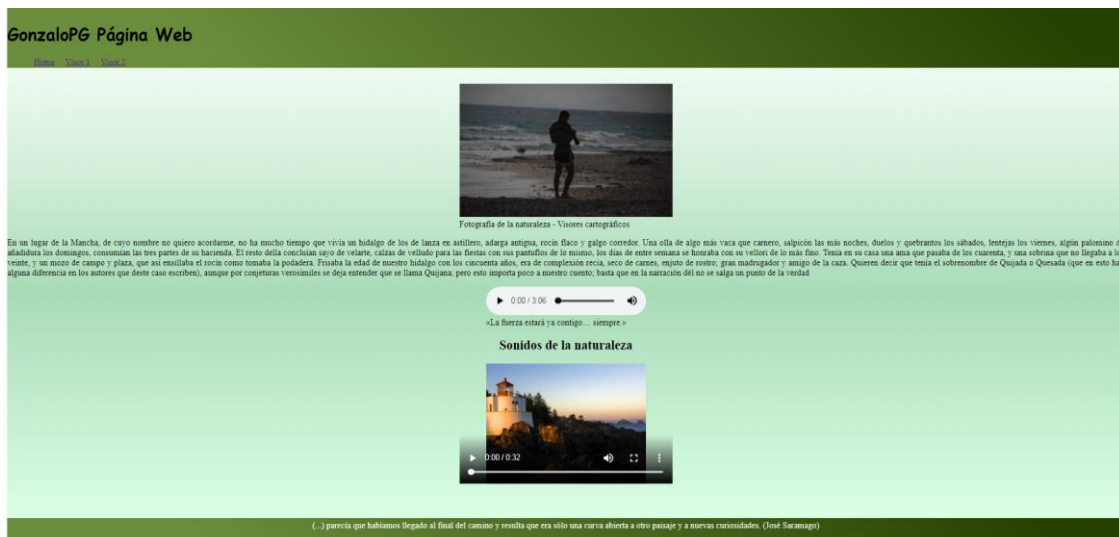 GonzaloPG Página Web
Home Visor 1 Visor 2
Fotografía de la naturaleza - Visores cartográficos
En un lugar de la Mancha, de cuyo nombre no quiero acordarme, no ha mucho tiempo que vivía un hidalgo de los de lanza en astillero, adarga antigua, rocín flaco y galgo corredor. Una olla de algo más vaca que carnero, salpicón las más noches, duelos y quebrantos los sábados, lentejas los viernes, algún palomino d
añadidura los domingos, consumían las tres partes de su hacienda. El resto della concluían sayo de velarte, calzas de velludo para las fiestas con sus pantuflos de lo mismo, los días de entre semana se honraba con su vellori de lo más fino. Tenía en su casa una ama que pasaba de los cuarenta, y una sobrina que no llegaba a lo
veinte, y un mozo de campo y plaza, que así ensillaba el rocín como tomaba la podadera. Frisaba la edad de nuestro hidalgo con los cincuenta años, era de complexión recia, seco de carnes, enjuto de rostro; gran madrugador y amigo de la caza. Quieren decir que tenía el sobrenombre de Quijada o Quesada (que en esto ha
alguna diferencia en los autores que deste caso escriben), aunque por conjeturas verosímiles se deja entender que se llama Quijana; pero esto importa poco a nuestro cuento; basta que en la narración dél no se salga un punto de la verdad
0:00 / 3:06
«La fuerza estará ya contigo… siempre.»
Sonidos de la naturaleza
0:00 / 0:32
(...) parecía que habíamos llegado al final del camino y resulta que era sólo una curva abierta a otro paisaje y a nuevas curiosidades. (José Saramago)